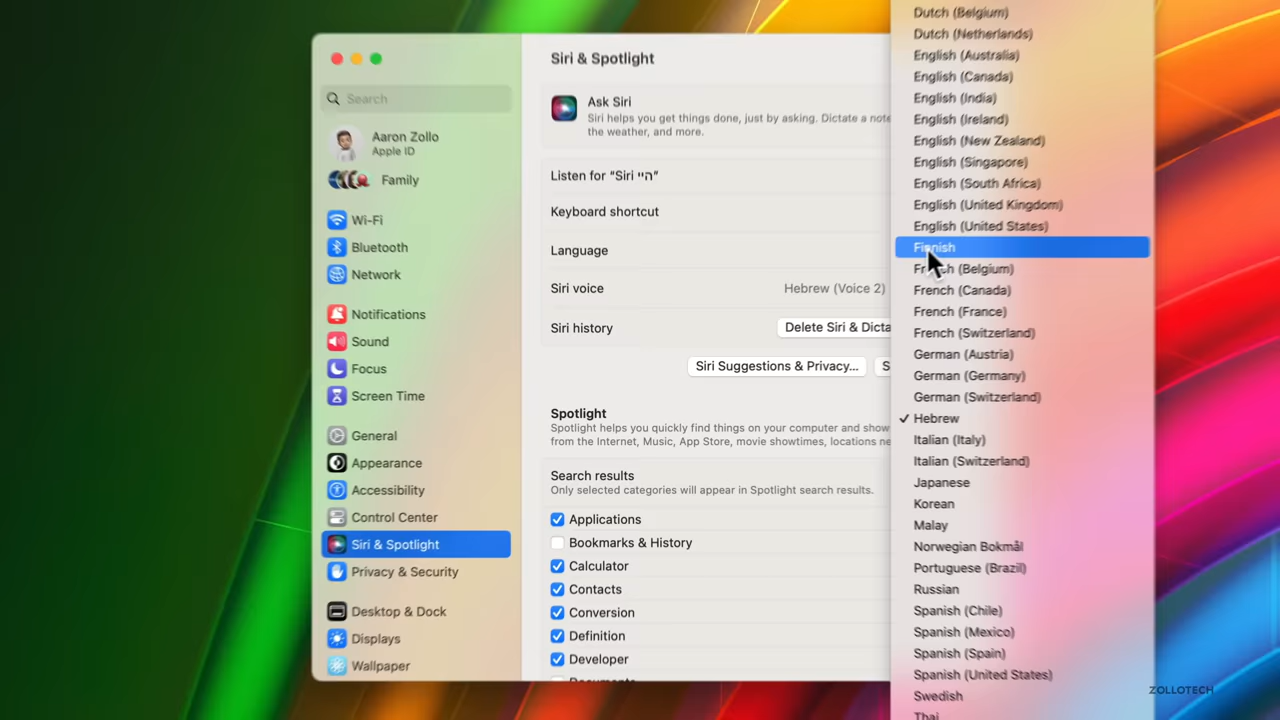 Siri & Spotlight
Search
Aaron Zollo
Apple ID
Family
Wi-Fi
Bluetooth
Network
Notifications
Sound
Focus
Screen Time
General
Appearance
Accessibility
Control Center
Siri & Spotlight
Privacy & Security
Desktop & Dock
Displays
Wallpaper
Ask Siri
Siri helps you get things done, just by asking. Dictate a note
the weather, and more.
Listen for "Siri היי"
Keyboard shortcut
Language
Siri voice
Hebrew (Voice 2)
Siri history
Delete Siri & Dicta
Siri Suggestions & Privacy...
S
Spotlight
Spotlight helps you quickly find things on your computer and show
from the Internet, Music, App Store, movie showtimes, locations ne
Search results
Only selected categories will appear in Spotlight search results.
Applications
Bookmarks & History
Calculator
Contacts
Conversion
Definition
Developer
Dutch (Belgium)
Dutch (Netherlands)
English (Australia)
English (Canada)
English (India)
English (Ireland)
English (New Zealand)
English (Singapore)
English (South Africa)
English (United Kingdom)
English (United States)
Finnish
French (Belgium)
French (Canada)
French (France)
French (Switzerland)
German (Austria)
German (Germany)
German (Switzerland)
✓ Hebrew
Italian (Italy)
Italian (Switzerland)
Japanese
Korean
Malay
Norwegian Bokmål
Portuguese (Brazil)
Russian
Spanish (Chile)
Spanish (Mexico)
Spanish (Spain)
Spanish (United States)
Swedish
Thai
ZOLLOTECH